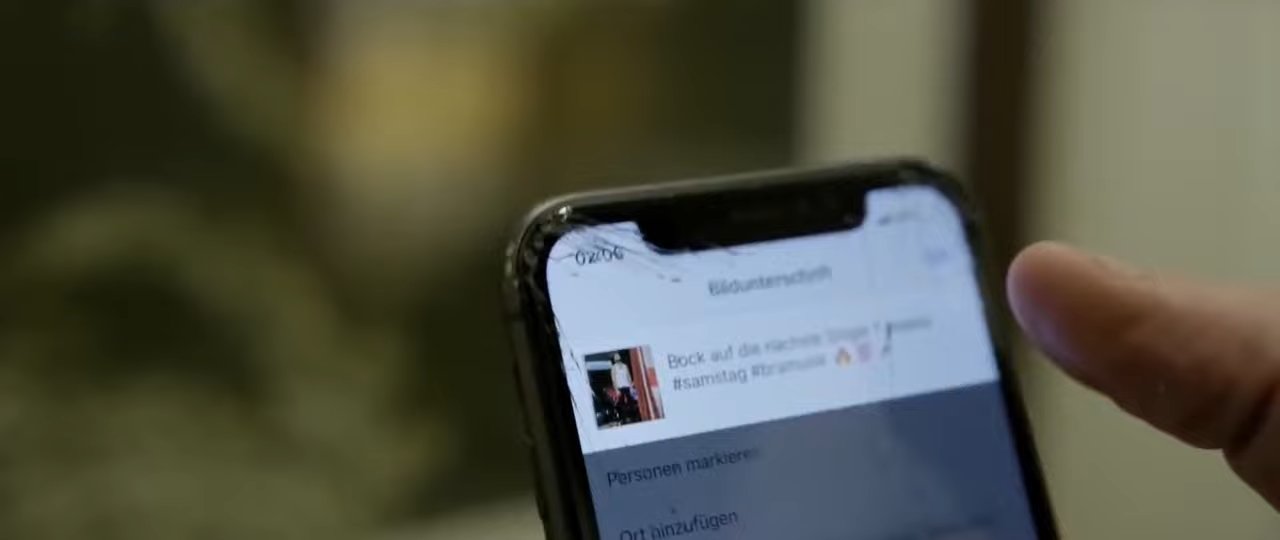 02:06
Bildunterschrift
Bock auf die nächste
#samstag
Personen markieren
Ort hinzufügen